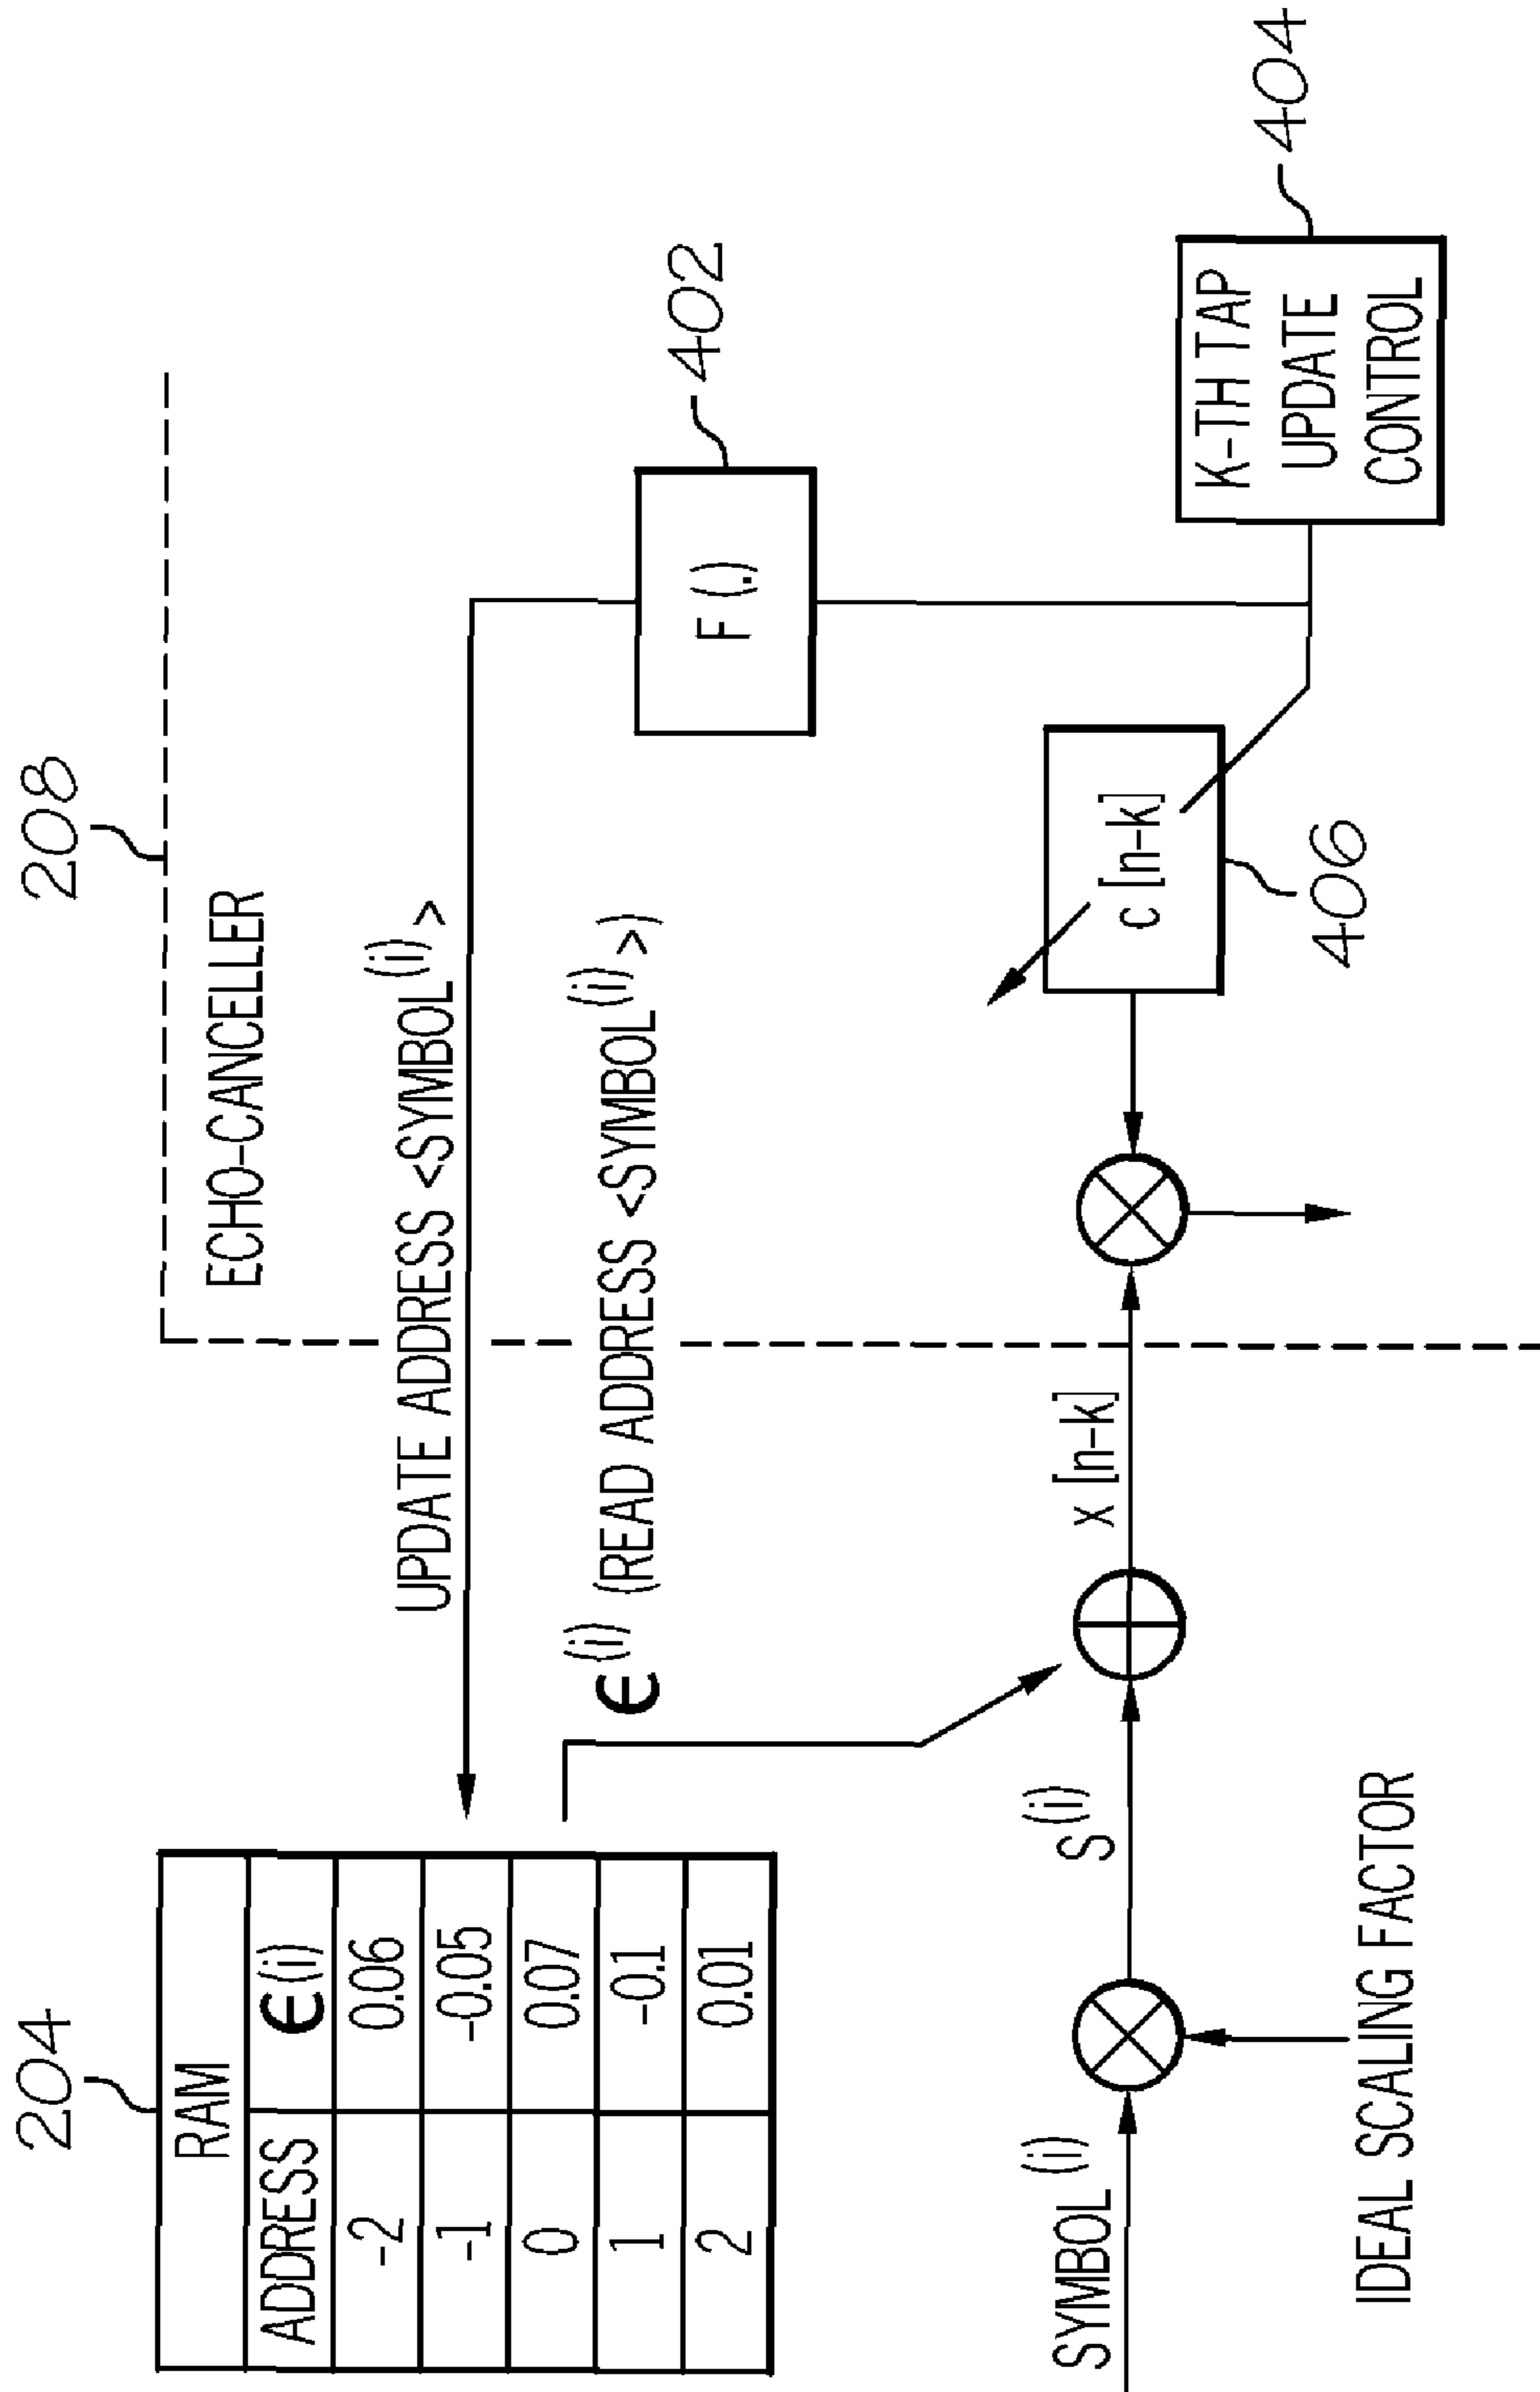 204
RAM
ADDRESS ϵ(i)
-2 0.06
-1 -0.05
0 0.07
1 -0.1
2 0.01
208
ECHO-CANCELLER
UPDATE ADDRESS <SYMBOL(i)>
ϵ(i) (READ ADDRESS <SYMBOL(i)>)
F (.)
402
SYMBOL(i)
S(i)
x [n-k]
c [n-k]
406
IDEAL SCALING FACTOR
K-TH TAP
UPDATE
CONTROL
404